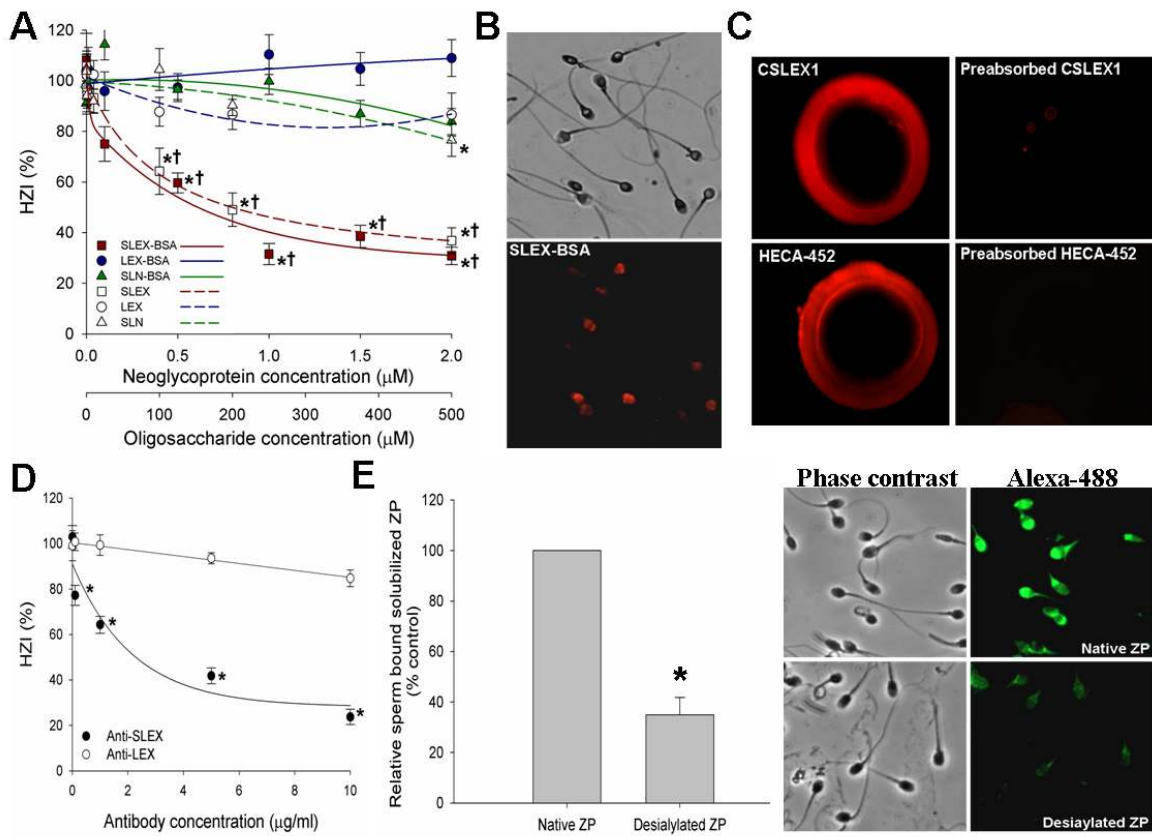 A
120
100
80
60
40
20
0
HZI (%)
*
*†
*†
*†
*†
*†
*†
*†
SLEX-BSA
LEX-BSA
SLN-BSA
SLEX
LEX
SLN
0.0 0.5 1.0 1.5 2.0
Neoglycoprotein concentration (μM)
0 100 200 300 400 500
Oligosaccharide concentration (μM)
B
SLEX-BSA
C
CSLEX1
Preabsorbed CSLEX1
HECA-452
Preabsorbed HECA-452
D
120
100
80
60
40
20
0
HZI (%)
*
*
*
*
Anti-SLEX
Anti-LEX
0 2 4 6 8 10
Antibody concentration (μg/ml)
E
120
100
80
60
40
20
0
Relative sperm bound solubilized ZP
(% control)
*
Native ZP Desialylated ZP
Phase contrast Alexa-488
Native ZP
Desiaylated ZP